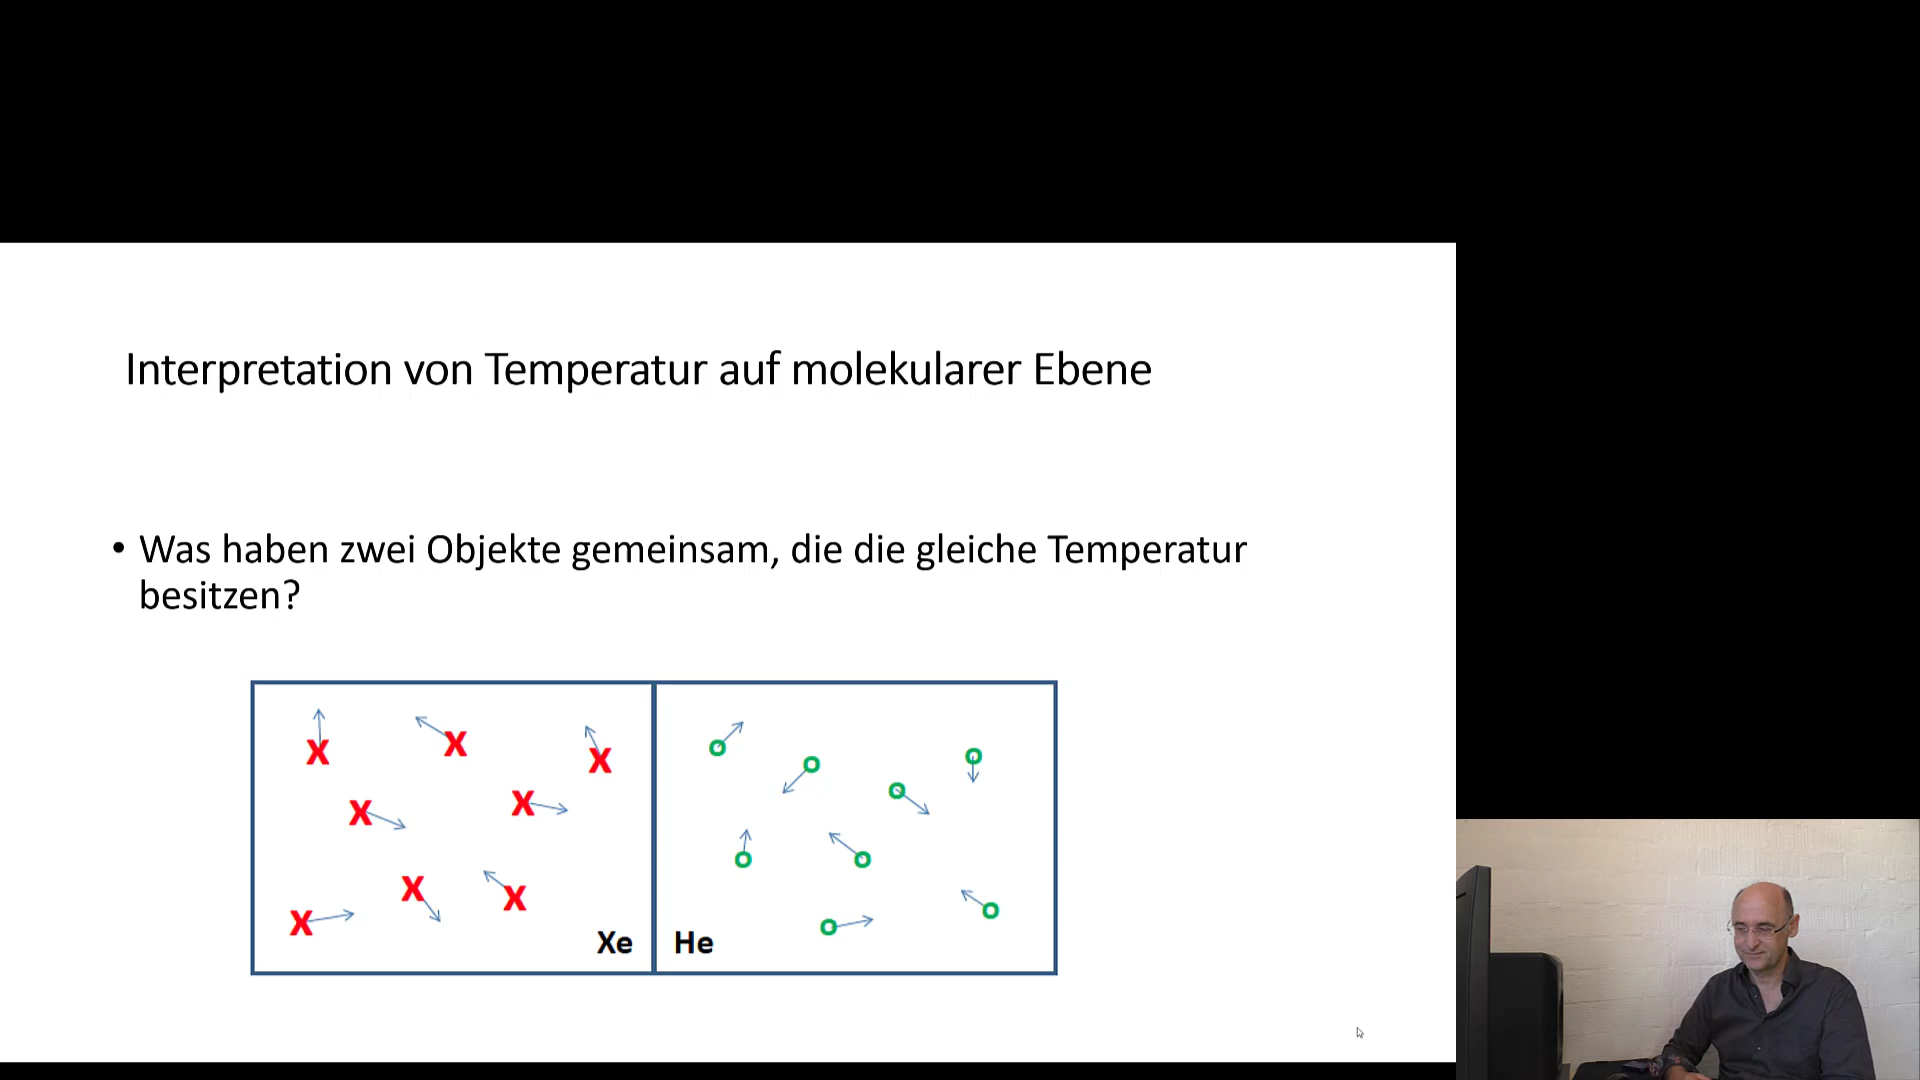 Interpretation von Temperatur auf molekularer Ebene
• Was haben zwei Objekte gemeinsam, die die gleiche Temperatur
besitzen?
X X X
X X
X X X
Xe
o o o
o
o o
o o
He